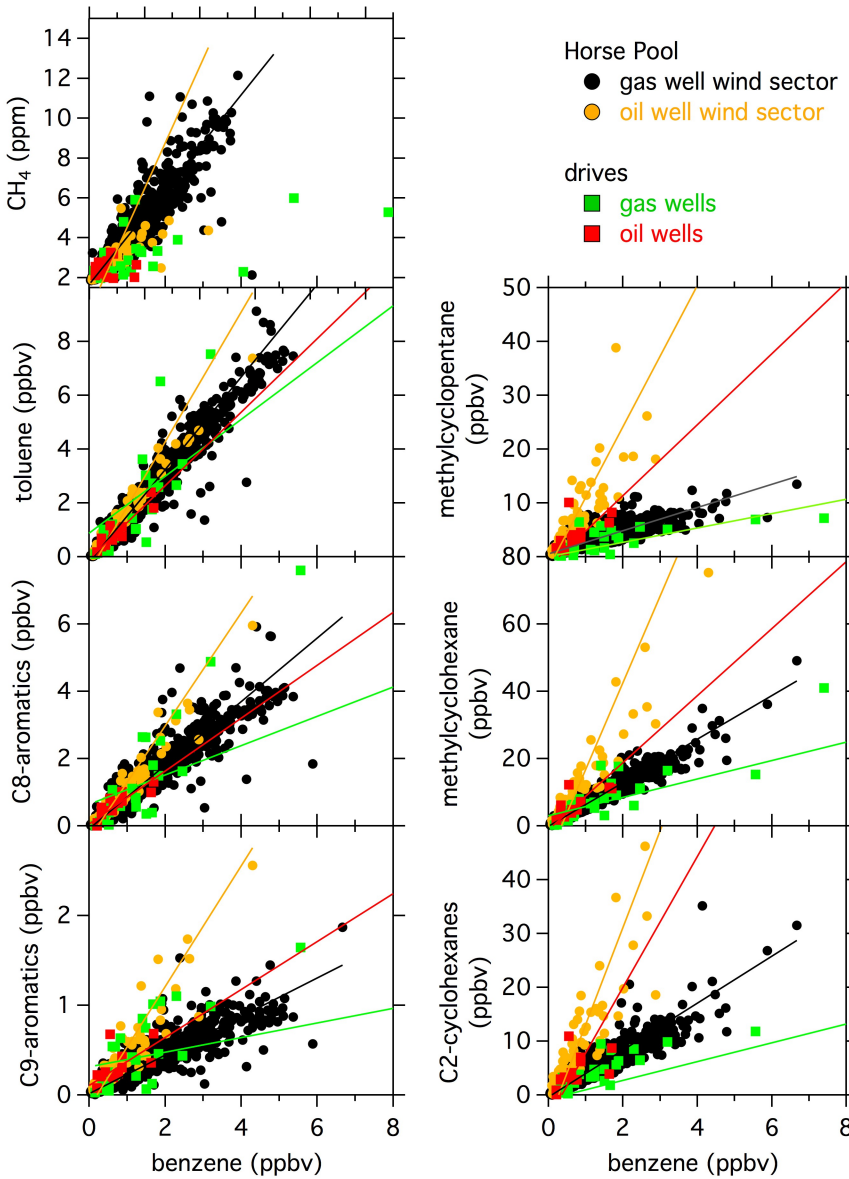 14
12
10
8
6
4
2
CH4 (ppm)
Horse Pool
gas well wind sector
oil well wind sector
drives
gas wells
oil wells
8
6
4
2
0
toluene (ppbv)
50
40
30
20
10
0
methylcyclopentane
(ppbv)
6
4
2
0
C8-aromatics (ppbv)
80
60
40
20
0
methylcyclohexane
(ppbv)
2
1
0
C9-aromatics (ppbv)
0 2 4 6 8
benzene (ppbv)
40
30
20
10
0
C2-cyclohexanes
(ppbv)
0 2 4 6 8
benzene (ppbv)